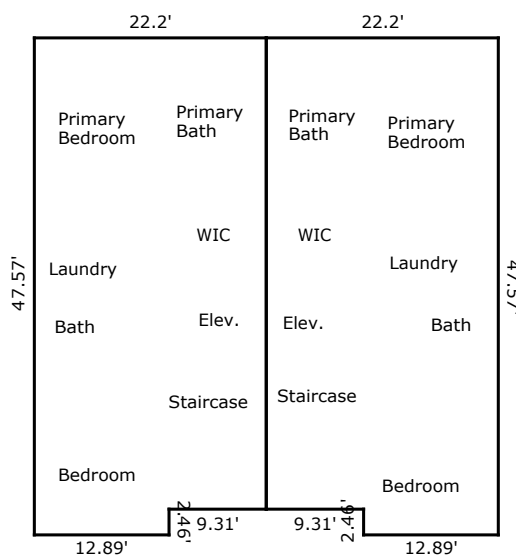 22.2'
22.2'
Primary
Bedroom
Primary
Bath
Primary
Bath
Primary
Bedroom
WIC
WIC
47.57'
Laundry
Laundry
47.57'
Bath
Elev.
Elev.
Bath
Staircase
Staircase
Bedroom
Bedroom
2.46'
9.31'
9.31'
2.46'
12.89'
12.89'